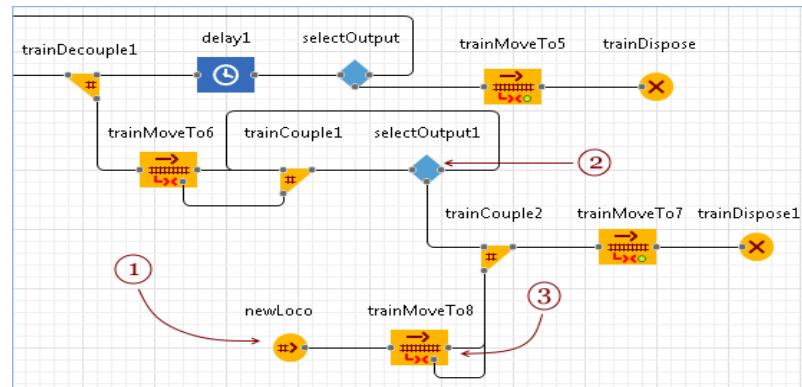 trainDecouple1
delay1
selectOutput
trainMoveTo5
trainDispose
trainMoveTo6
trainCouple1
selectOutput1
2
trainCouple2
trainMoveTo7
trainDispose1
1
newLoco
trainMoveTo8
3